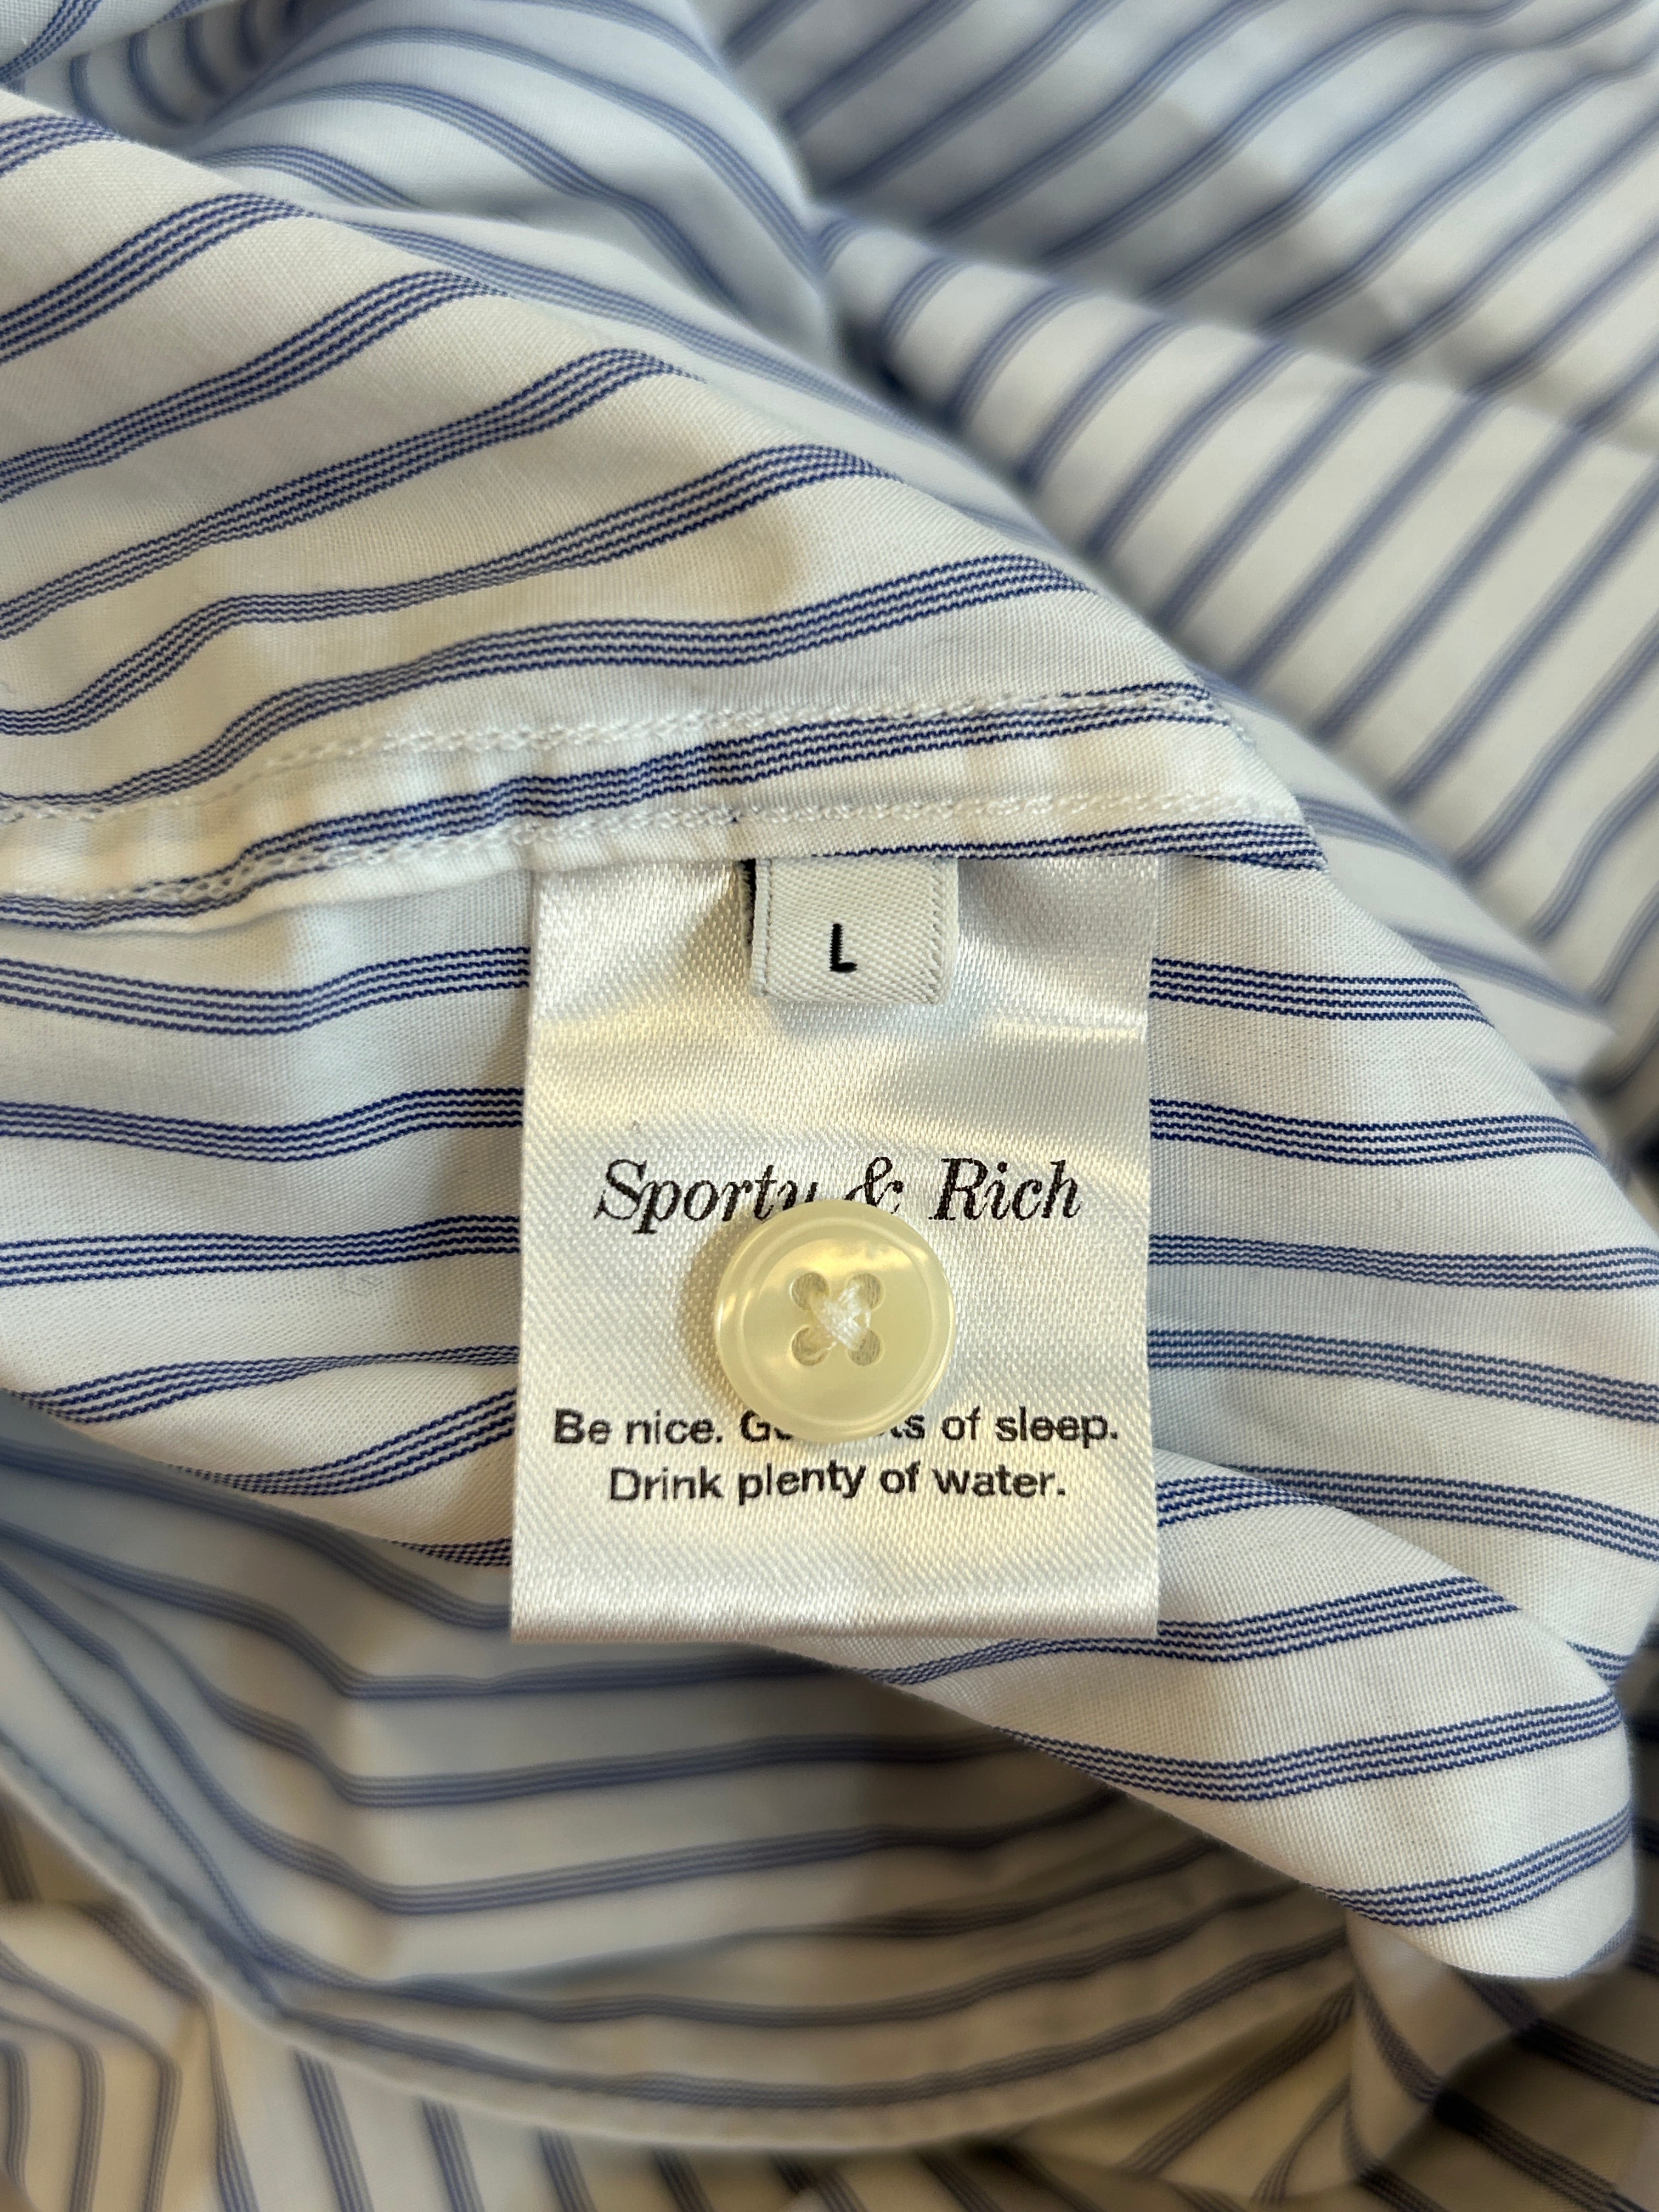 L
Sporty & Rich
Be nice. of sleep.
Drink plenty of water.